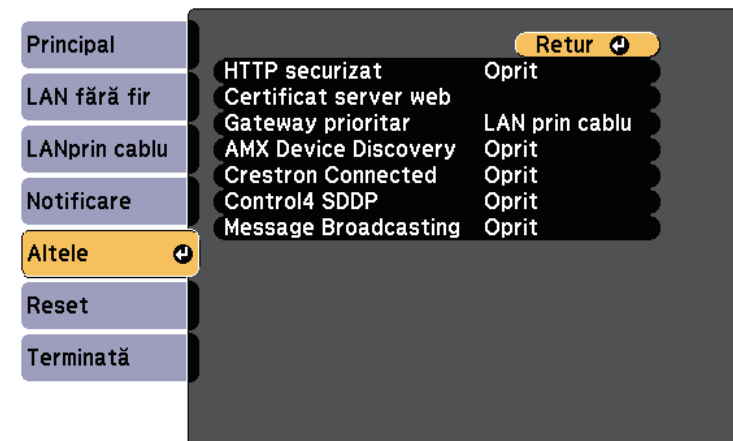 Principal
LAN fără fir
LANprin cablu
Notificare
Altele
Reset
Terminată
Retur
HTTP securizat Oprit
Certificat server web
Gateway prioritar LAN prin cablu
AMX Device Discovery Oprit
Crestron Connected Oprit
Control4 SDDP Oprit
Message Broadcasting Oprit